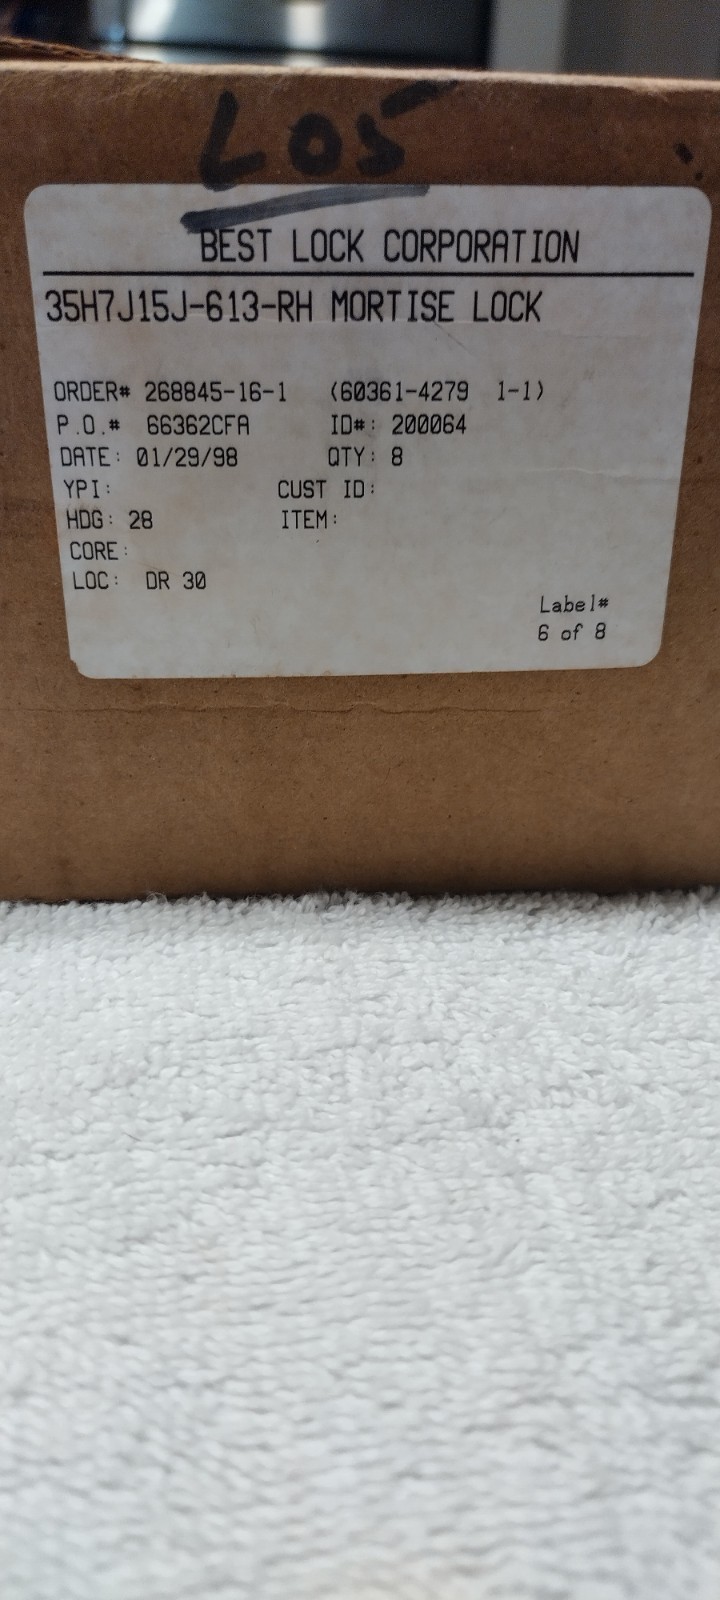 L05
BEST LOCK CORPORATION
35H7J15J-613-RH MORTISE LOCK
ORDER# 268845-16-1 (60361-4279 1-1)
P.O.# 66362CFA ID#: 200064
DATE: 01/29/98 QTY: 8
YPI: CUST ID:
HDG: 28 ITEM:
CORE:
LOC: DR 30
Label#
6 of 8